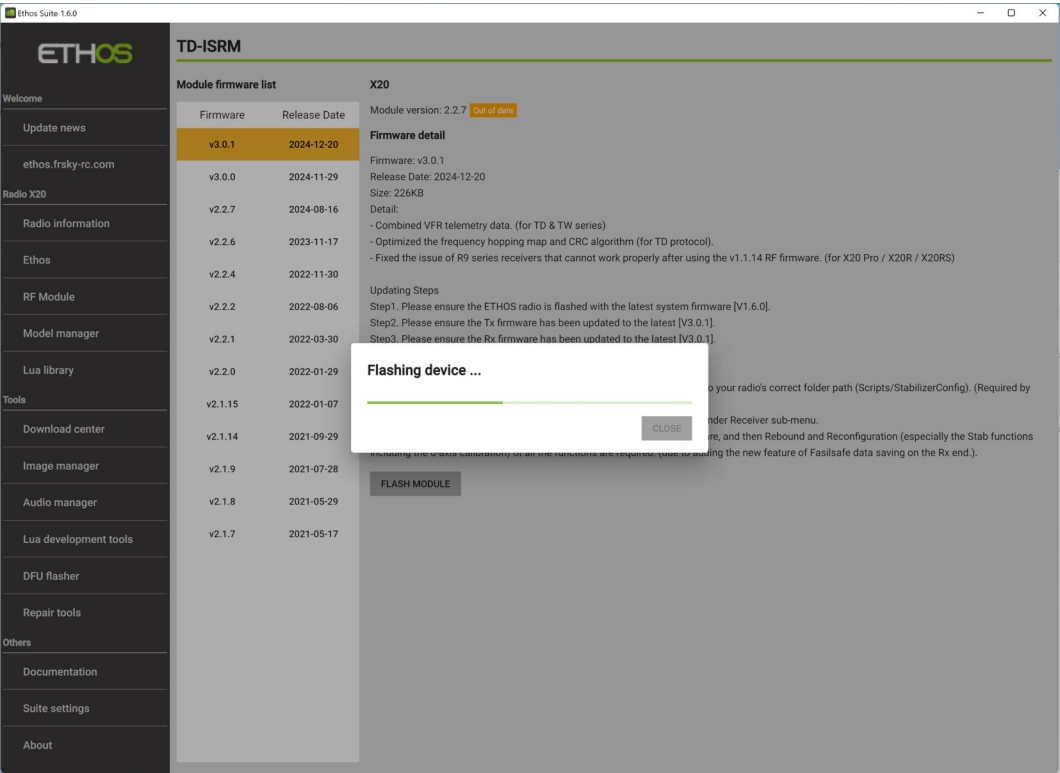 Ethos Suite 1.6.0
ETHOS
Welcome
Update news
ethos.frsky-rc.com
Radio X20
Radio information
Ethos
RF Module
Model manager
Lua library
Tools
Download center
Image manager
Audio manager
Lua development tools
DFU flasher
Repair tools
Others
Documentation
Suite settings
About
TD-ISRM
Module firmware list
Firmware Release Date
v3.0.1 2024-12-20
v3.0.0 2024-11-29
v2.2.7 2024-08-16
v2.2.6 2023-11-17
v2.2.4 2022-11-30
v2.2.2 2022-08-06
v2.2.1 2022-03-30
v2.2.0 2022-01-29
v2.1.15 2022-01-07
v2.1.14 2021-09-29
v2.1.9 2021-07-28
v2.1.8 2021-05-29
v2.1.7 2021-05-17
X20
Module version: 2.2.7 Out of date
Firmware detail
Firmware: v3.0.1
Release Date: 2024-12-20
Size: 226KB
Detail:
- Combined VFR telemetry data. (for TD & TW series)
- Optimized the frequency hopping map and CRC algorithm (for TD protocol).
- Fixed the issue of R9 series receivers that cannot work properly after using the v1.1.14 RF firmware. (for X20 Pro / X20R / X20RS)
Updating Steps
Step1. Please ensure the ETHOS radio is flashed with the latest system firmware [V1.6.0].
Step2. Please ensure the Tx firmware has been updated to the latest [V3.0.1].
Step3. Please ensure the Rx firmware has been updated to the latest [V3.0.1].
o your radio's correct folder path (Scripts/StabilizerConfig). (Required by
nder Receiver sub-menu.
re, and then Rebound and Reconfiguration (especially the Stab functions
including the 6-axis calibration) of all the functions are required. (due to adding the new feature of Fasilsafe data saving on the Rx end.).
FLASH MODULE
Flashing device ...
CLOSE